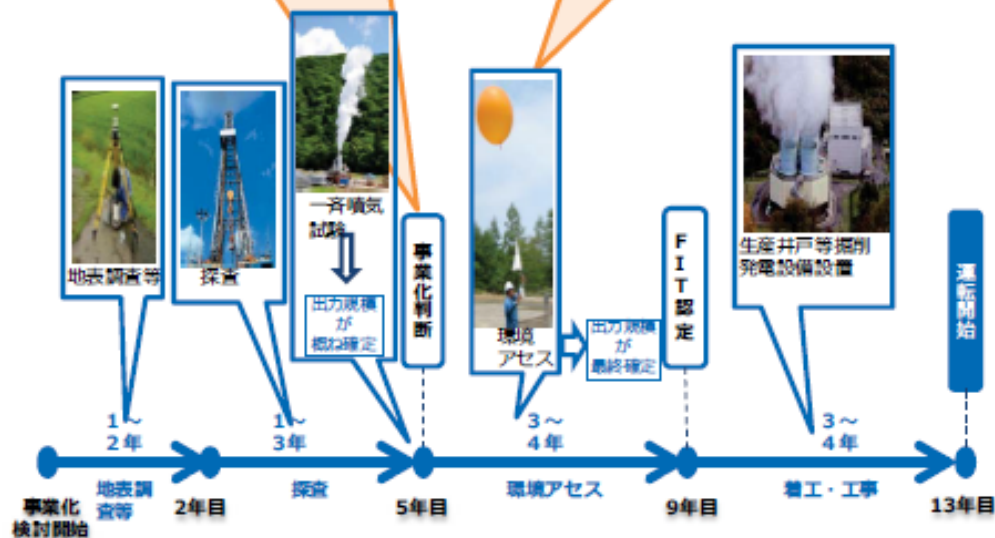 地表調査等
探査
一斉噴気
試験
出力規模
が
概ね確定
事業化判断
環境
アセス
出力規模
が
最終確定
FIT認定
生産井戸等掘削
発電設備設置
運転開始
1～
2年
1～
3年
3～
4年
3～
4年
地表調
査等
探査
環境アセス
着工・工事
事業化
検討開始
2年目
5年目
9年目
13年目